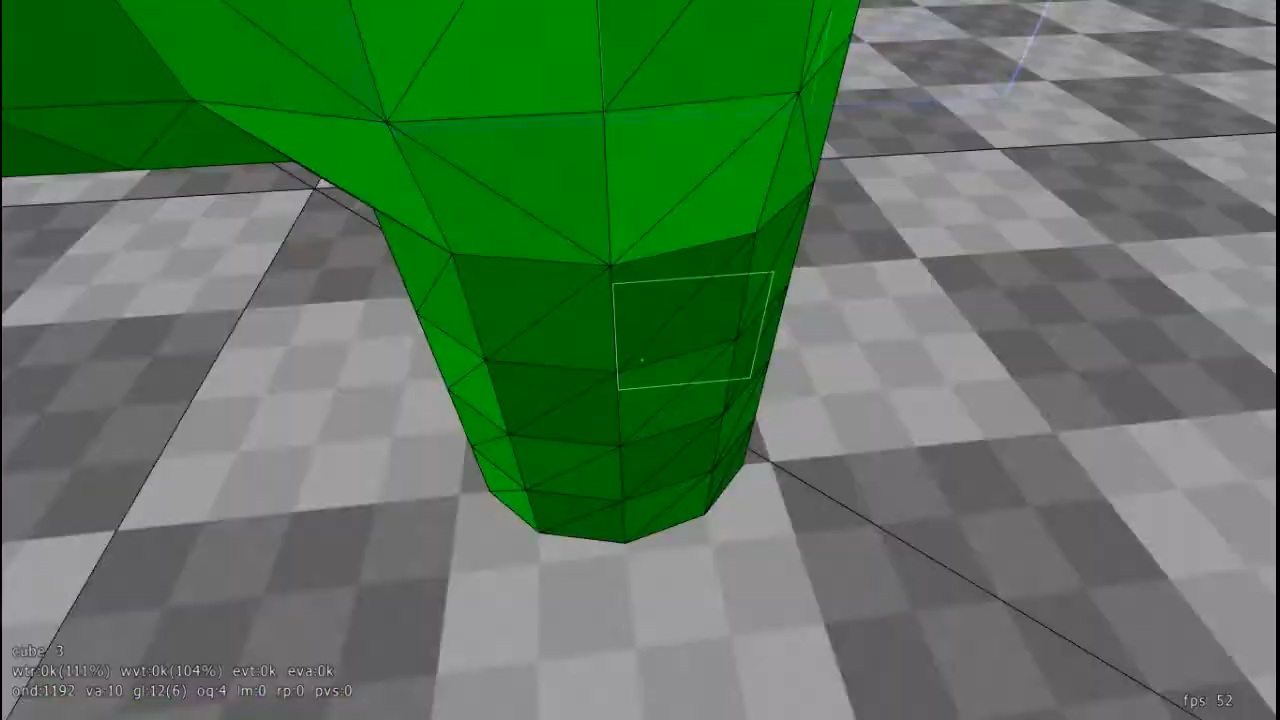 cube 3
wtr:0k(111%) wvt:0k(104%) evt:0k eva:0k
ond:1192 va:10 gl:12(6) oq:4 lm:0 rp:0 pvs:0
fps 52